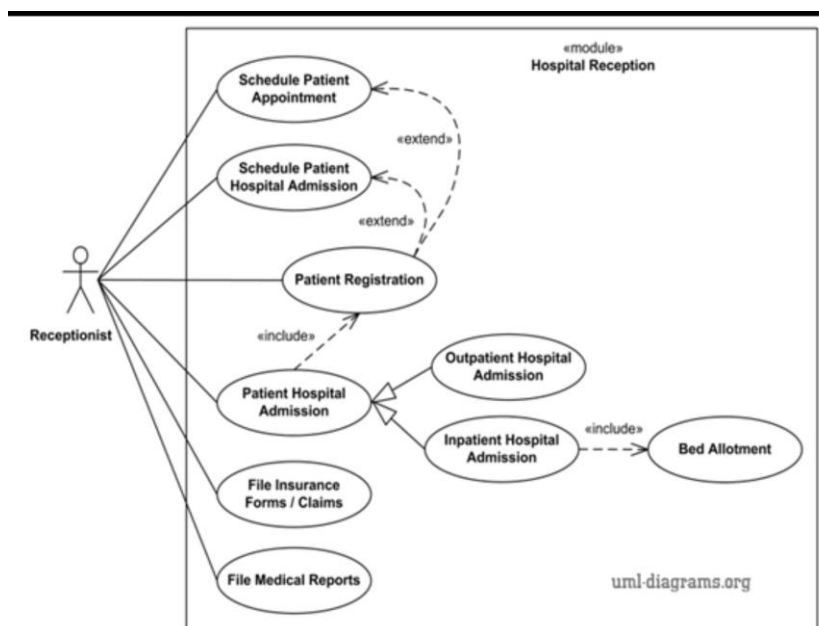 «module»
Hospital Reception
Schedule Patient
Appointment
«extend»
Schedule Patient
Hospital Admission
«extend»
Patient Registration
Receptionist
«include»
Outpatient Hospital
Admission
Patient Hospital
Admission
Inpatient Hospital
Admission
«include»
Bed Allotment
File Insurance
Forms / Claims
File Medical Reports
uml-diagrams.org